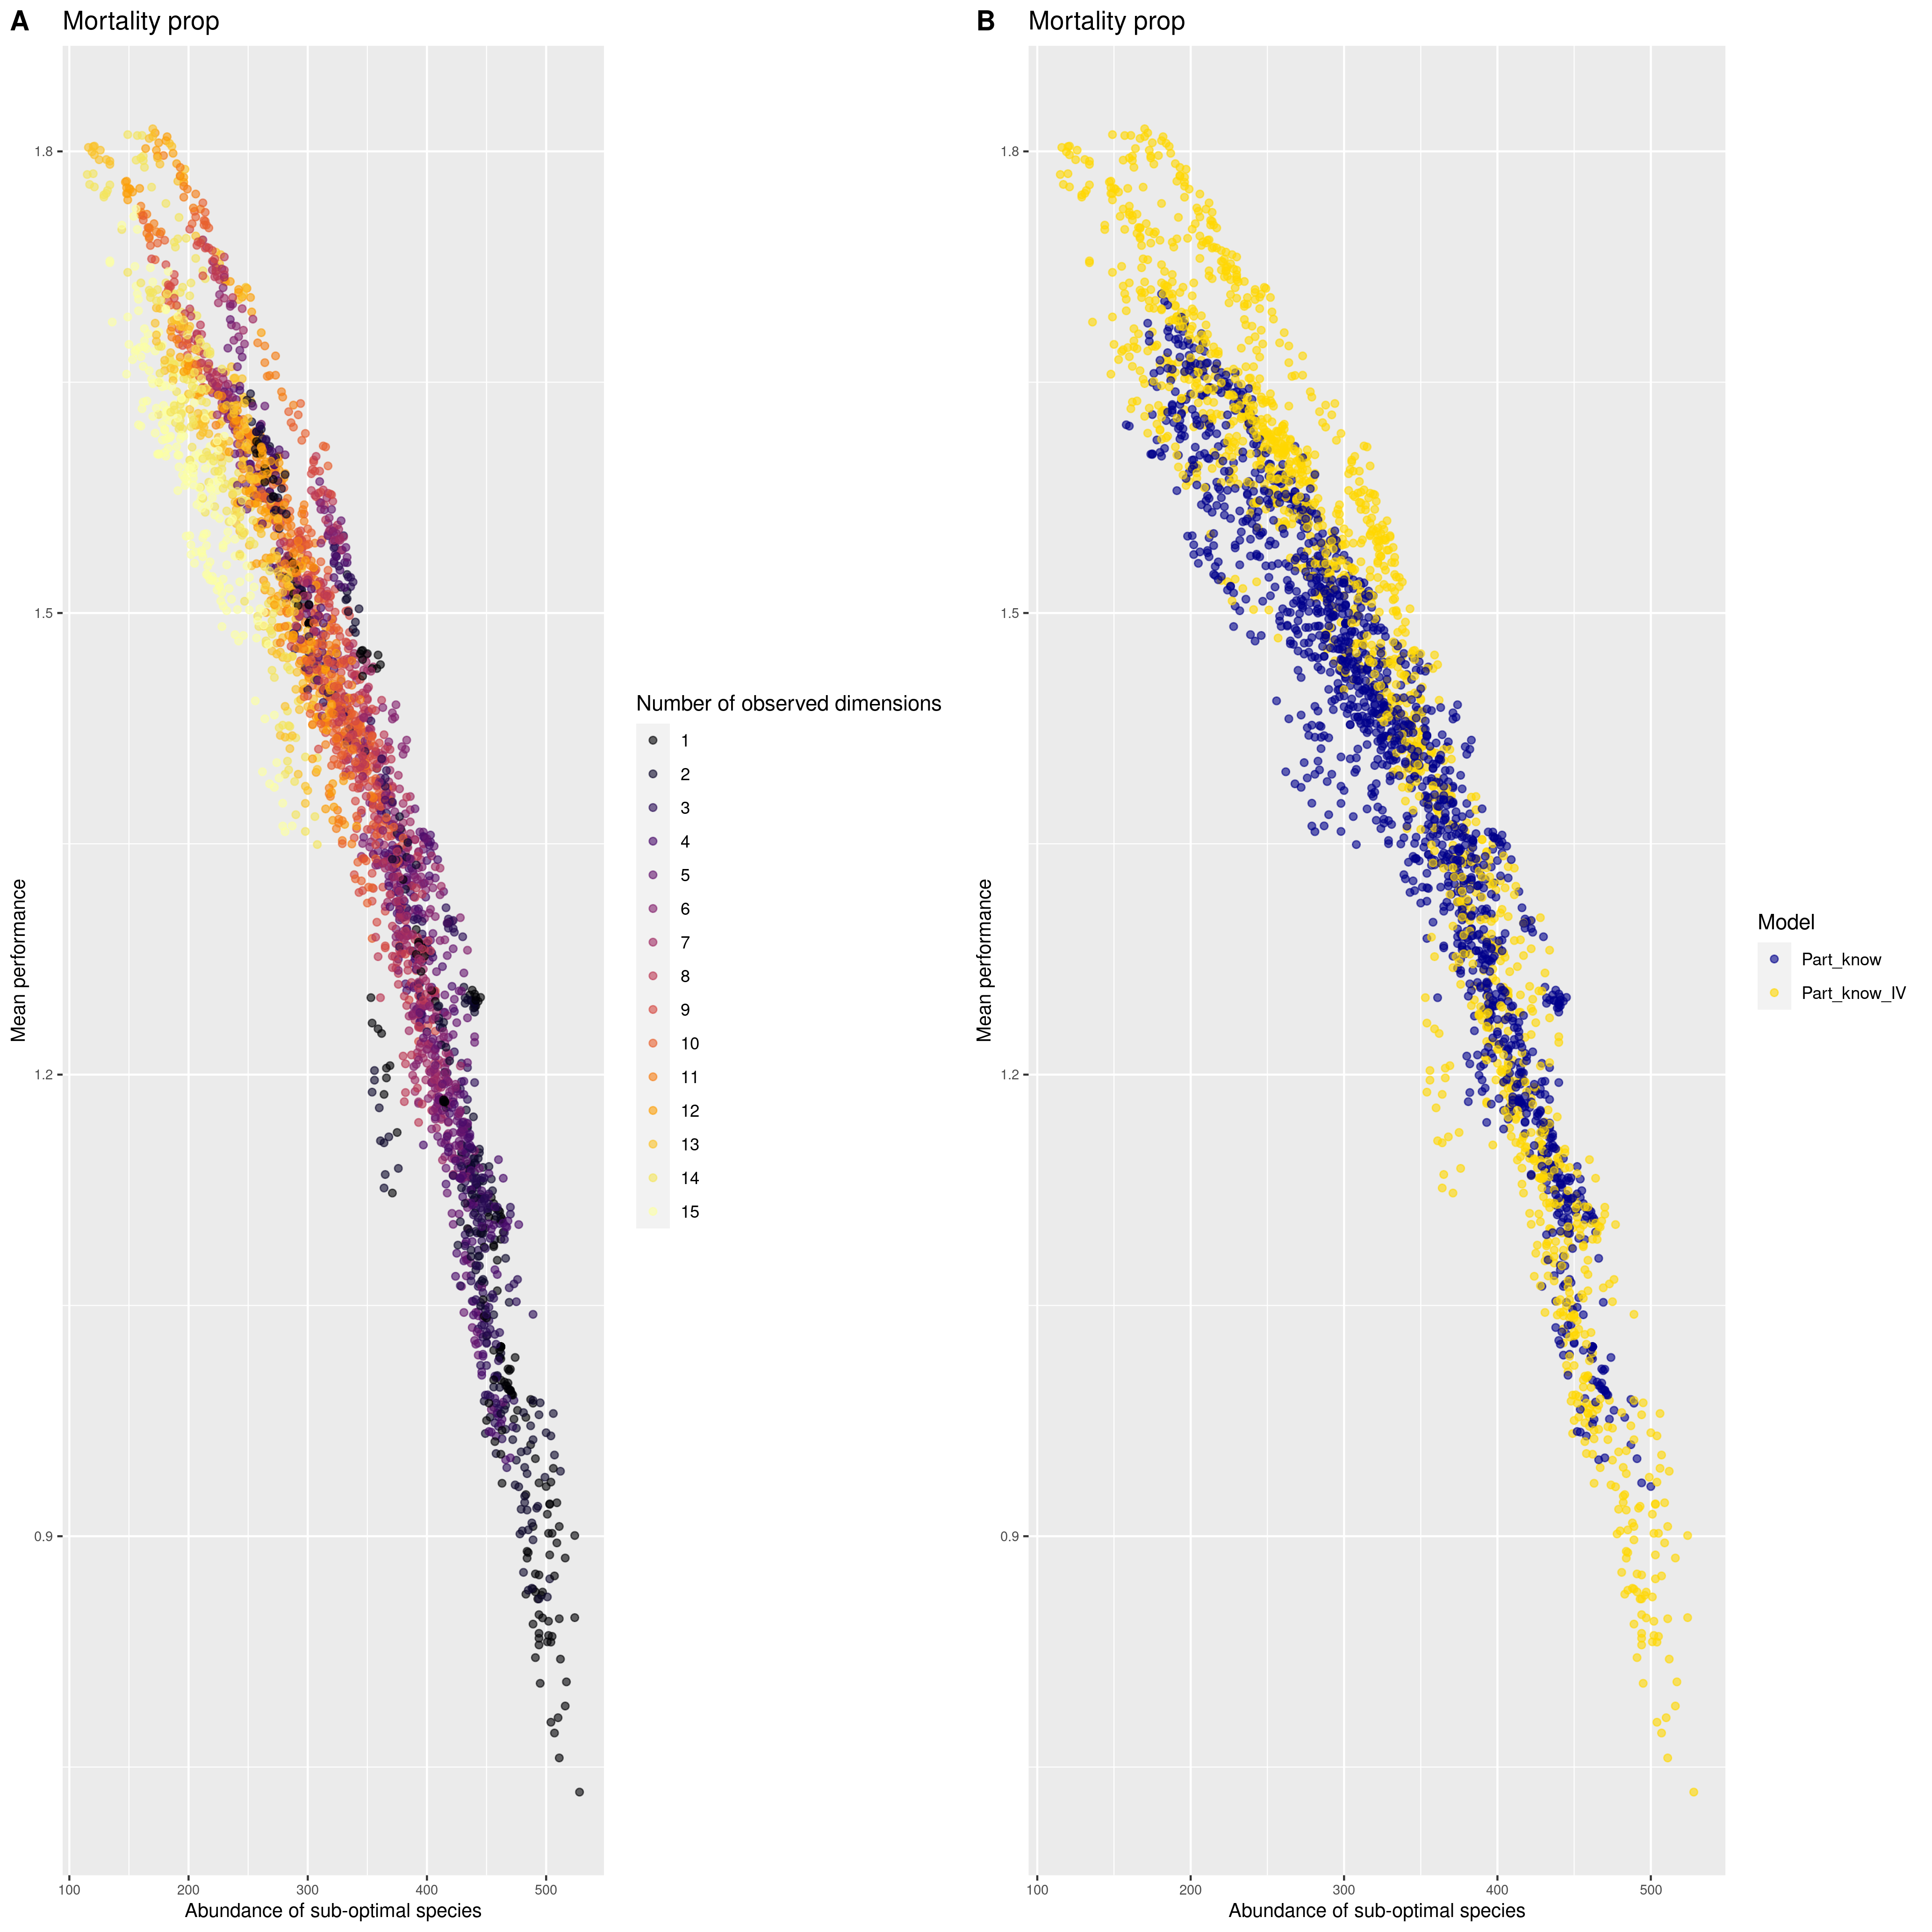 A Mortality prop
1.8
1.5
1.2
0.9
Mean performance
100 200 300 400 500
Abundance of sub-optimal species
Number of observed dimensions
1
2
3
4
5
6
7
8
9
10
11
12
13
14
15
B Mortality prop
1.8
1.5
1.2
0.9
Mean performance
100 200 300 400 500
Abundance of sub-optimal species
Model
Part_know
Part_know_IV